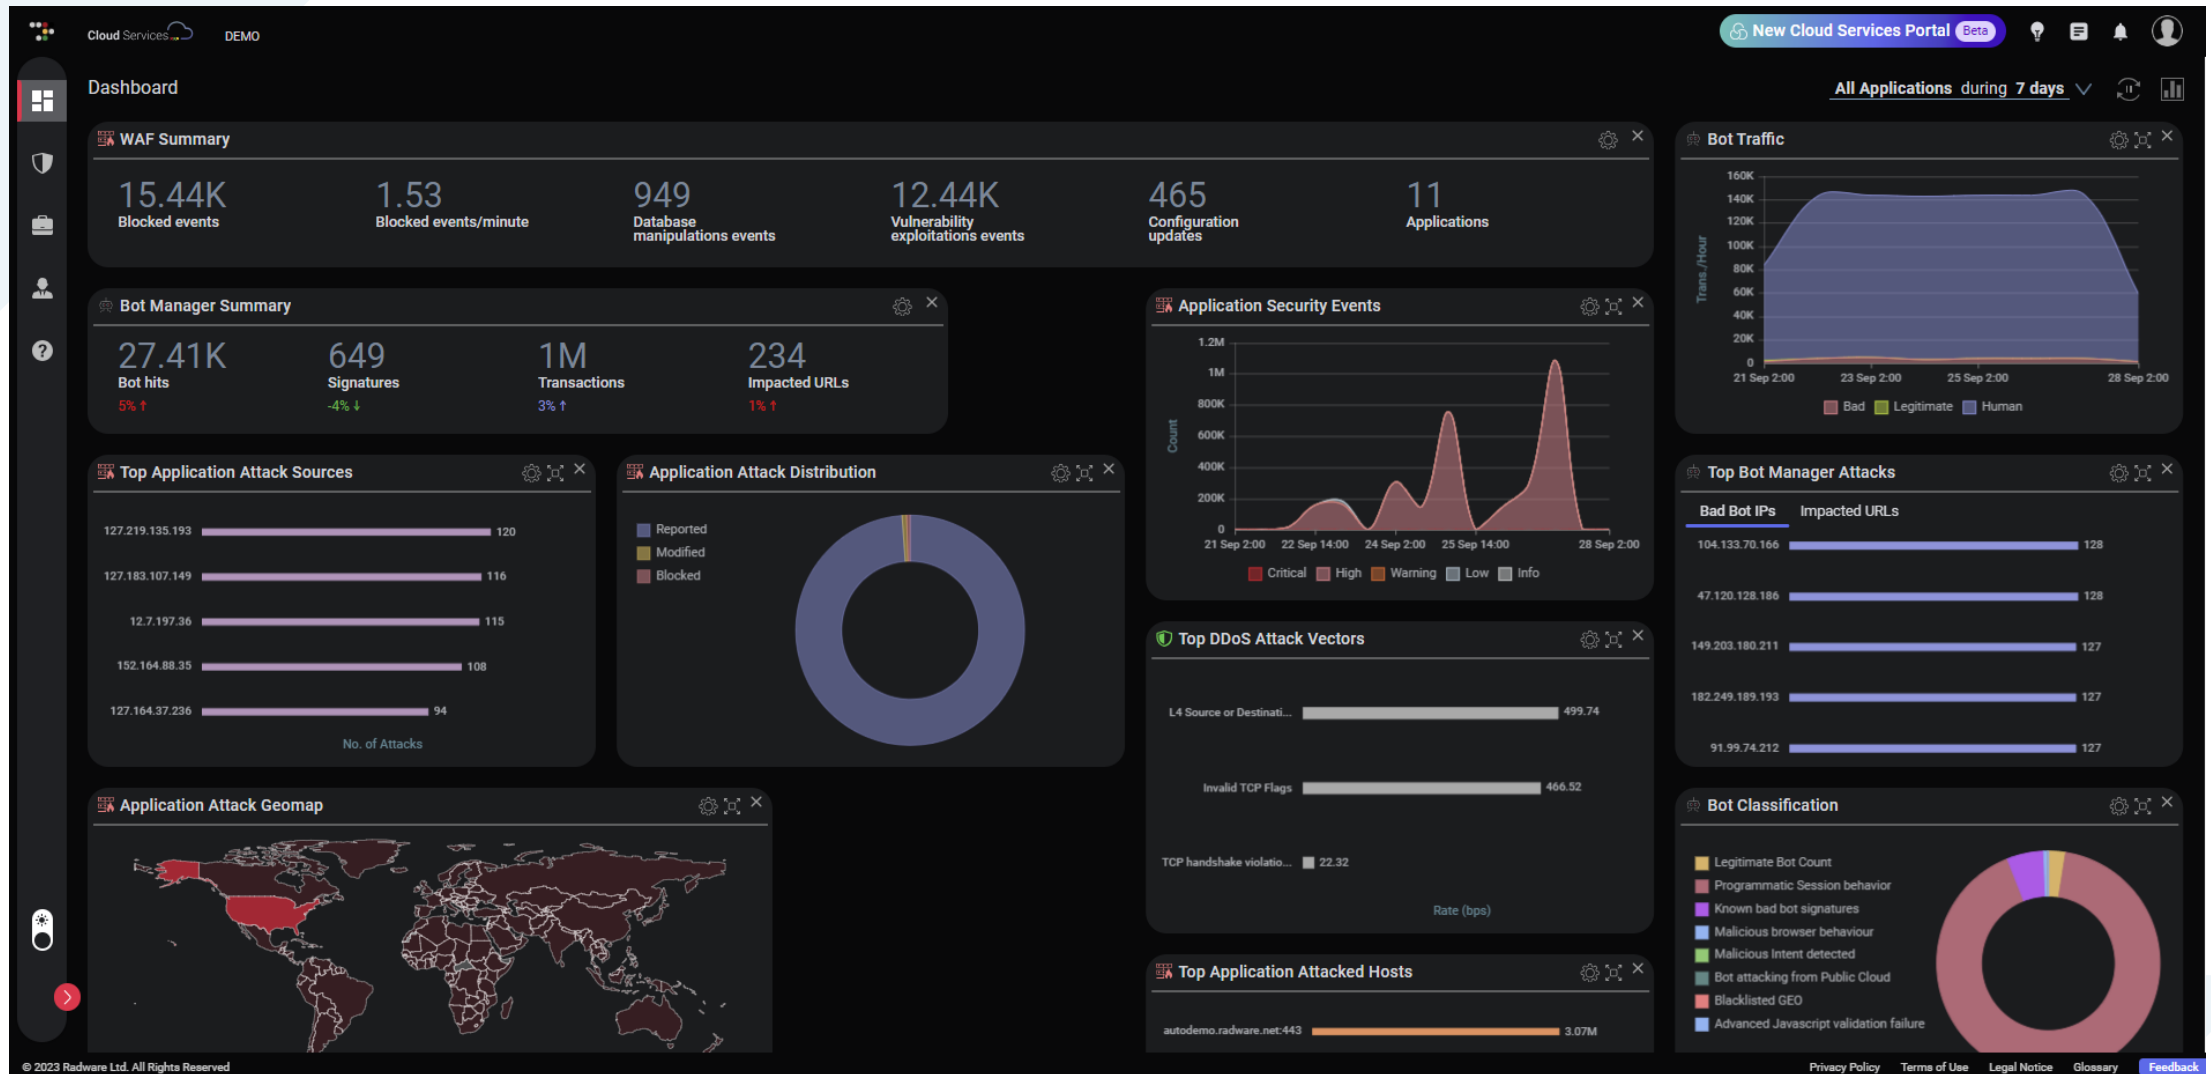 Cloud Services
DEMO
New Cloud Services Portal Beta
Dashboard
All Applications during 7 days
WAF Summary
15.44K
Blocked events
1.53
Blocked events/minute
949
Database
manipulations events
12.44K
Vulnerability
exploitations events
465
Configuration
updates
11
Applications
Bot Traffic
160K
140K
120K
100K
80K
60K
40K
20K
0
Trans./Hour
21 Sep 2:00
23 Sep 2:00
25 Sep 2:00
28 Sep 2:00
Bad
Legitimate
Human
Bot Manager Summary
27.41K
Bot hits
5% ↑
649
Signatures
-4% ↓
1M
Transactions
3% ↑
234
Impacted URLs
1% ↑
Application Security Events
1.2M
1M
800K
600K
400K
200K
0
Count
21 Sep 2:00
22 Sep 14:00
24 Sep 2:00
25 Sep 14:00
28 Sep 2:00
Critical
High
Warning
Low
Info
Top Application Attack Sources
127.219.135.193
120
127.183.107.149
116
12.7.197.36
115
152.164.88.35
108
127.164.37.236
94
No. of Attacks
Application Attack Distribution
Reported
Modified
Blocked
Top Bot Manager Attacks
Bad Bot IPs
Impacted URLs
104.133.70.166
128
47.120.128.186
128
149.203.180.211
127
182.249.189.193
127
91.99.74.212
127
Top DDoS Attack Vectors
L4 Source or Destinati...
499.74
Invalid TCP Flags
466.52
TCP handshake violatio...
22.32
Rate (bps)
Application Attack Geomap
Bot Classification
Legitimate Bot Count
Programmatic Session behavior
Known bad bot signatures
Malicious browser behaviour
Malicious Intent detected
Bot attacking from Public Cloud
Blacklisted GEO
Advanced Javascript validation failure
Top Application Attacked Hosts
autodemo.radware.net:443
3.07M
© 2023 Radware Ltd. All Rights Reserved
Privacy Policy
Terms of Use
Legal Notice
Glossary
Feedback